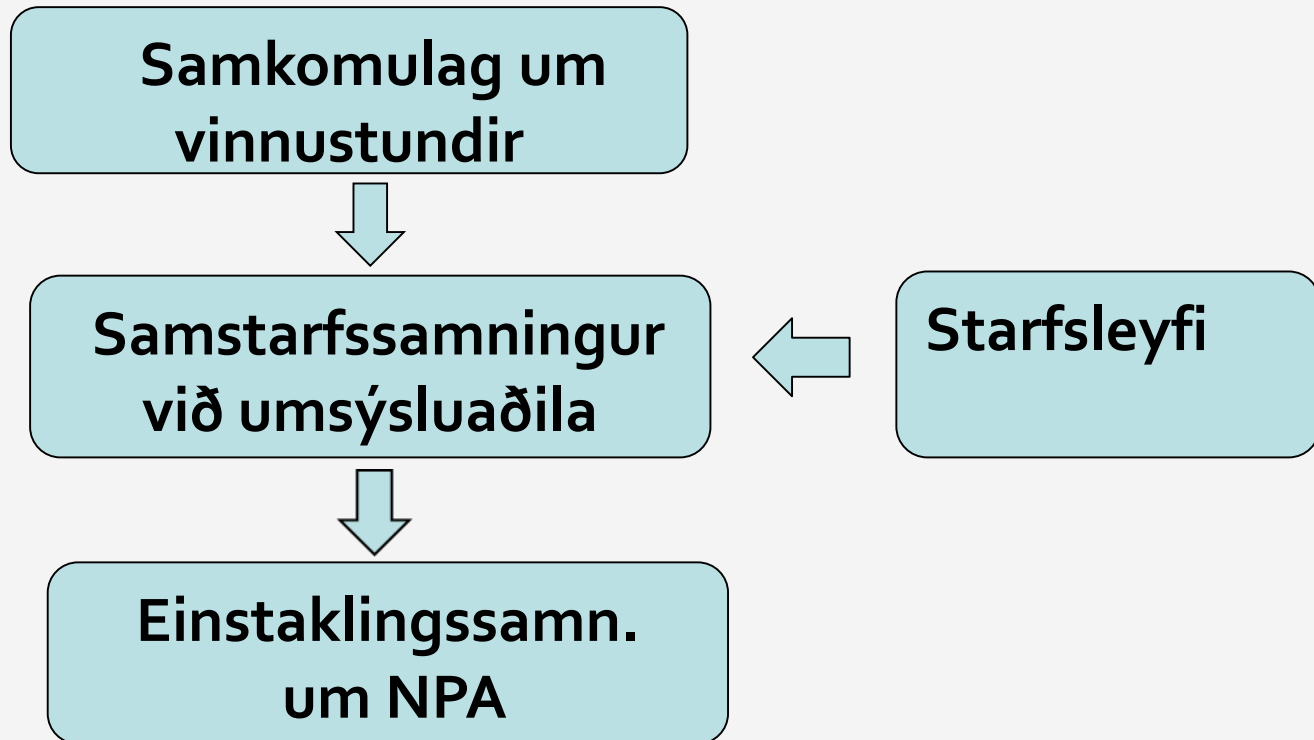 Samkomulag um
vinnustundir
Samstarfssamningur
við umsýsluaðila
Starfsleyfi
Einstaklingssamn.
um NPA